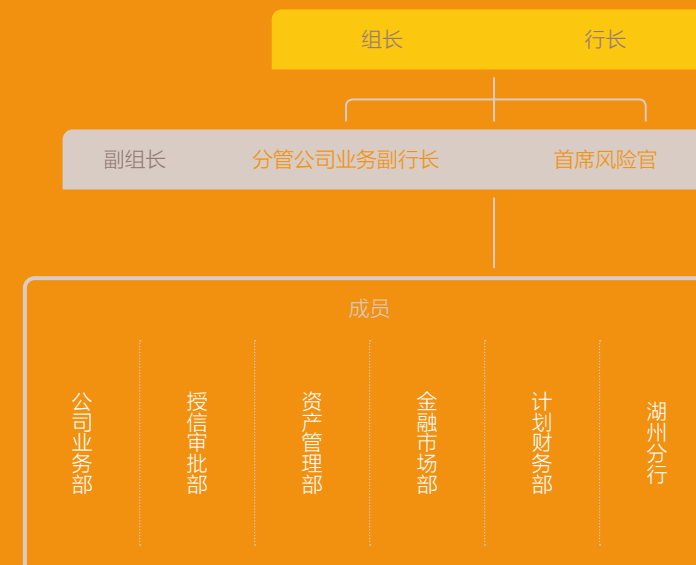 组长 行长
副组长 分管公司业务副行长 首席风险官
成员
公司业务部
授信审批部
资产管理部
金融市场部
计划财务部
湖州分行